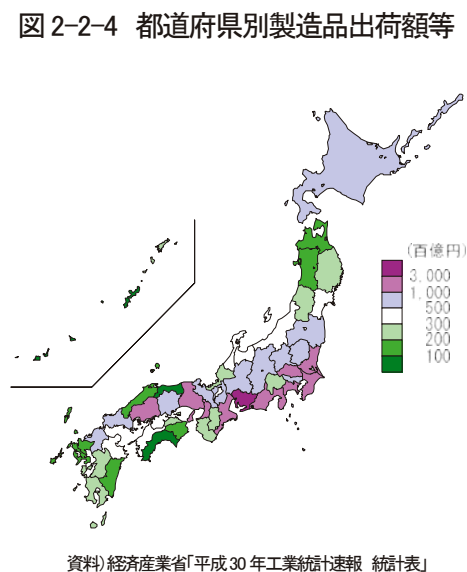 図2-2-4 都道府県別製造品出荷額等
(百億円)
3,000
1,000
500
300
200
100
資料)経済産業省「平成30年工業統計速報 統計表」